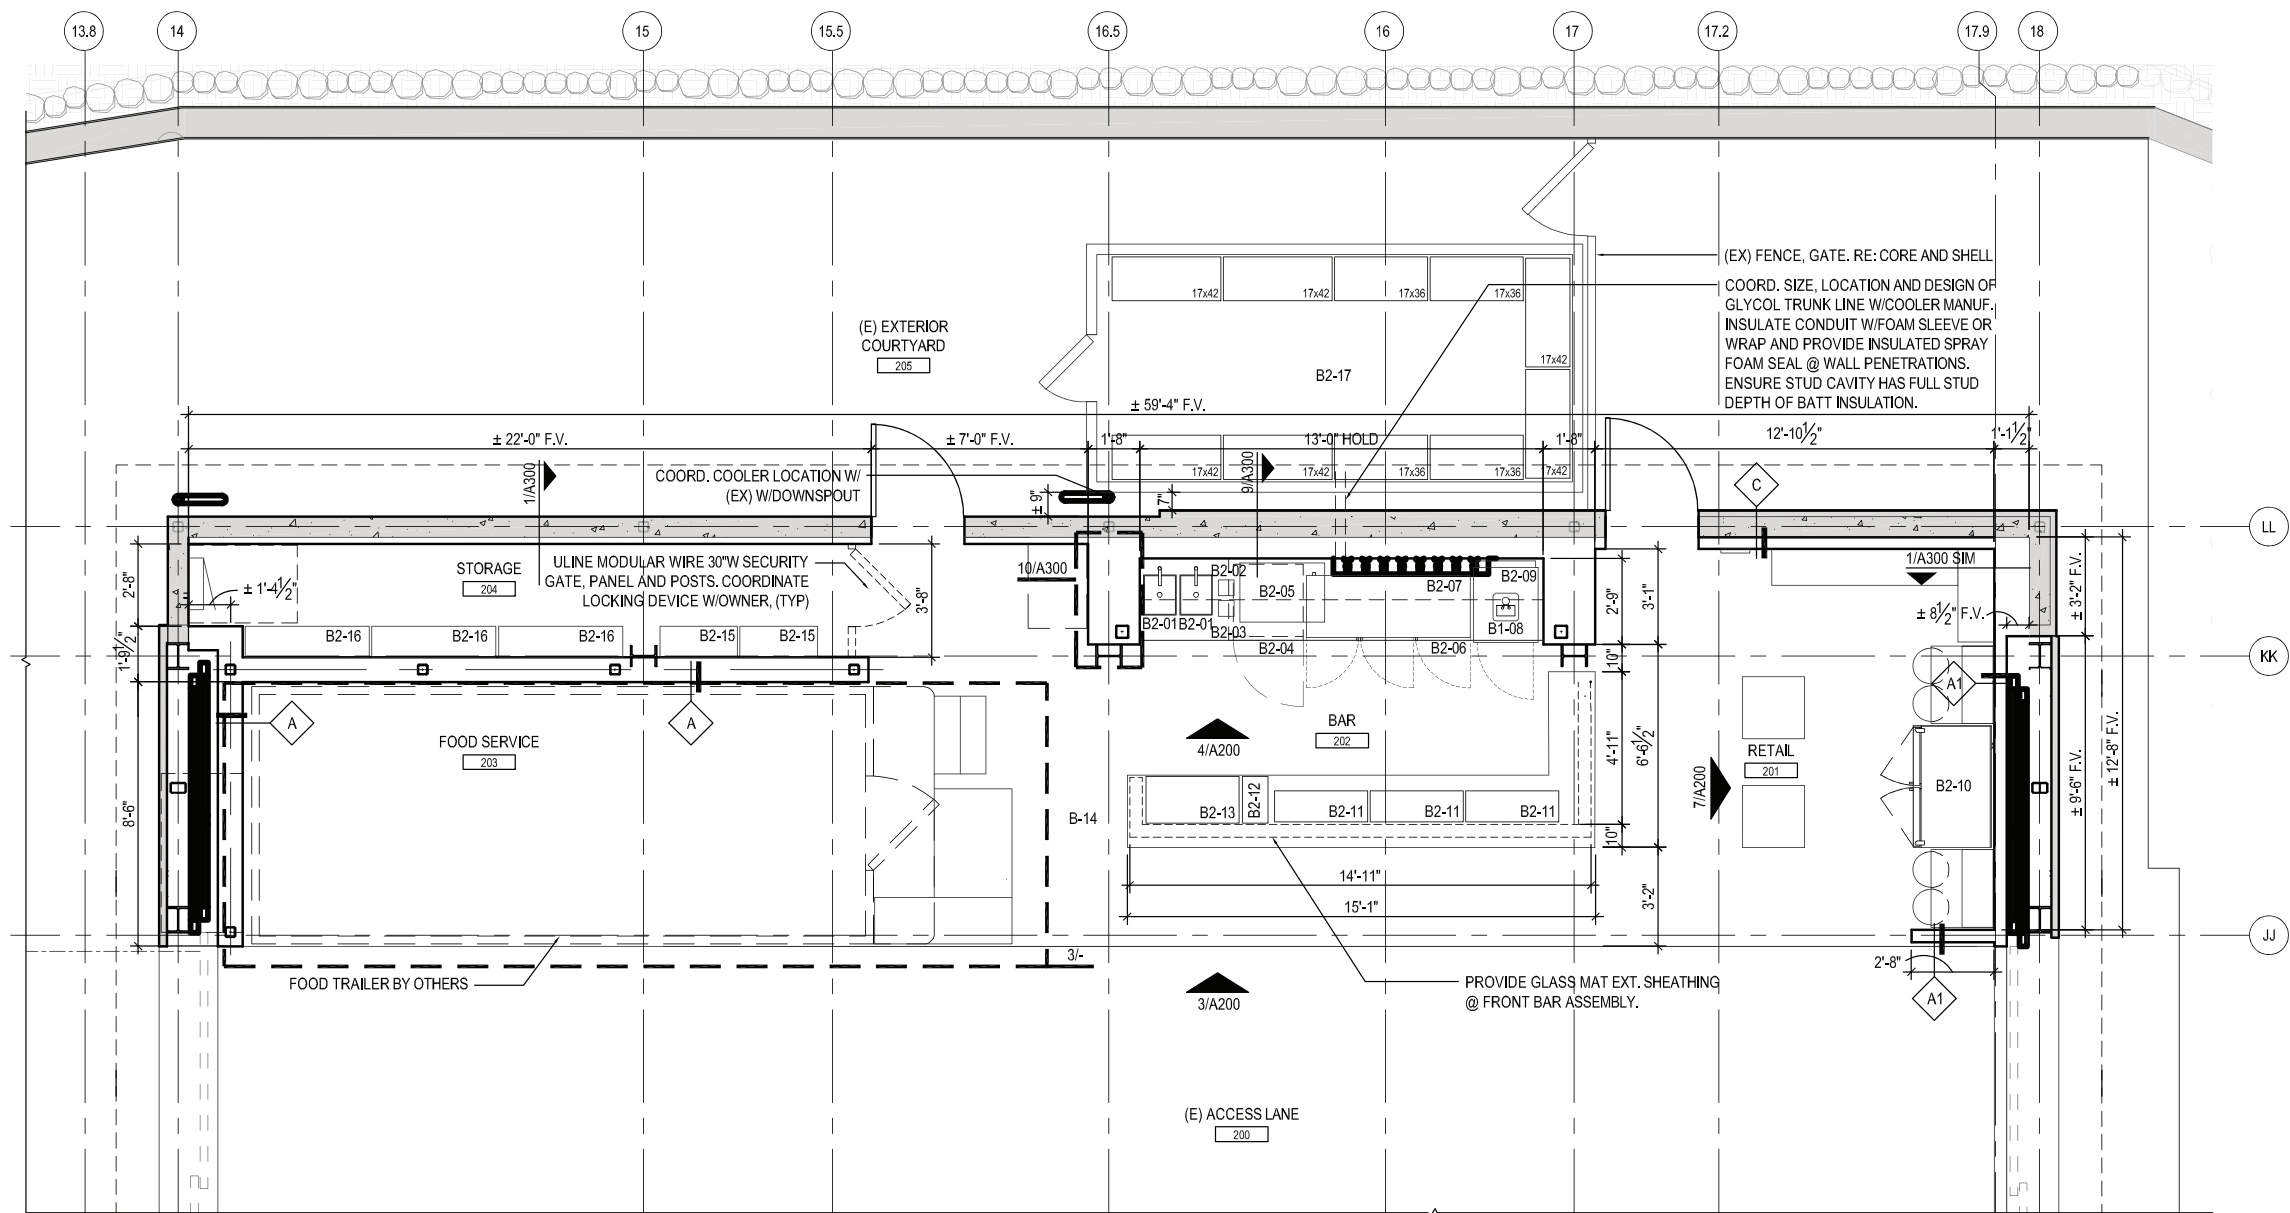 13.8
14
15
15.5
16.5
16
17
17.2
17.9
18
(EX) FENCE, GATE. RE: CORE AND SHELL
COORD. SIZE, LOCATION AND DESIGN OF
GLYCOL TRUNK LINE W/COOLER MANUF.
INSULATE CONDUIT W/FOAM SLEEVE OR
WRAP AND PROVIDE INSULATED SPRAY
FOAM SEAL @ WALL PENETRATIONS.
ENSURE STUD CAVITY HAS FULL STUD
DEPTH OF BATT INSULATION.
17x42
17x42
17x36
17x36
(E) EXTERIOR
COURTYARD
205
17x42
B2-17
± 59'-4" F.V.
± 22'-0" F.V.
± 7'-0" F.V.
1'-8"
13'-0" HOLD
1'-8"
12'-10½"
1'-1½"
17x42
17x42
17x36
17x36
17x42
1/A300
COORD. COOLER LOCATION W/
(EX) W/DOWNSPOUT
± 9"
7"
9/A300
C
LL
ULINE MODULAR WIRE 30"W SECURITY
GATE, PANEL AND POSTS. COORDINATE
LOCKING DEVICE W/OWNER, (TYP)
STORAGE
204
± 1'-4½"
2'-8"
3'-8"
10/A300
B2-02
B2-05
B2-07
B2-09
B2-01
B2-01
B2-03
B1-08
B2-04
B2-06
2'-9"
3'-1"
1/A300 SIM
± 8½" F.V.
± 3'-2" F.V.
1'-9½"
B2-16
B2-16
B2-16
B2-15
B2-15
10"
KK
A
A
A1
FOOD SERVICE
203
4/A200
BAR
202
4'-11"
6'-6½"
7/A200
RETAIL
201
B2-10
± 9'-6" F.V.
± 12'-8" F.V.
8'-6"
B-14
B2-13
B2-12
B2-11
B2-11
B2-11
10"
14'-11"
15'-1"
3'-2"
JJ
3/-
2'-8"
FOOD TRAILER BY OTHERS
3/A200
PROVIDE GLASS MAT EXT. SHEATHING
@ FRONT BAR ASSEMBLY.
A1
(E) ACCESS LANE
200